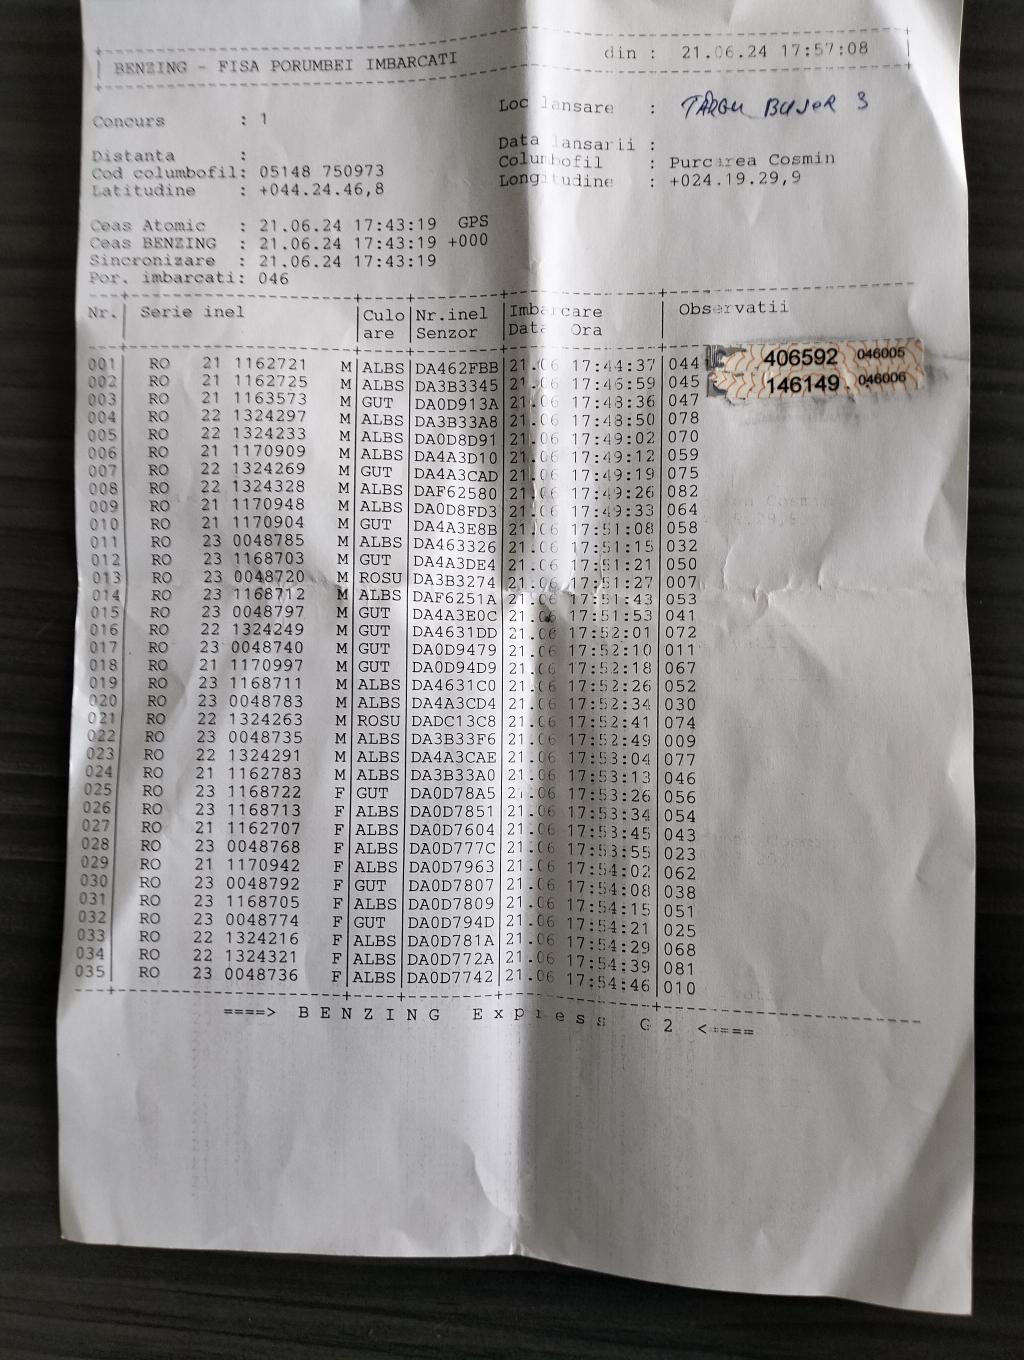 BENZING - FISA PORUMBEI IMBARCATI din : 21.06.24 17:57:08
Loc lansare : TÂRGU BUJOR 3
Concurs : 1
Data lansarii :
Distanta :
Columbofil : Purcarea Cosmin
Cod columbofil: 05148 750973
Longitudine : +024.19.29,9
Latitudine : +044.24.46,8
Ceas Atomic : 21.06.24 17:43:19 GPS
Ceas BENZING : 21.06.24 17:43:19 +000
Sincronizare : 21.06.24 17:43:19
Por. imbarcati: 046
Nr. Serie inel Culo Nr.inel Imbarcare Observatii
are Senzor Data Ora
001 RO 21 1162721 M ALBS DA462FBB 21.06 17:44:37 044 406592 046005
002 RO 21 1162725 M ALBS DA3B3345 21.06 17:46:59 045 146149 046006
003 RO 21 1163573 M GUT DA0D913A 21.06 17:48:36 047
004 RO 22 1324297 M ALBS DA3B33A8 21.06 17:48:50 078
005 RO 22 1324233 M ALBS DA0D8D91 21.06 17:49:02 070
006 RO 21 1170909 M ALBS DA4A3D10 21.06 17:49:12 059
007 RO 22 1324269 M GUT DA4A3CAD 21.06 17:49:19 075
008 RO 22 1324328 M ALBS DAF62580 21.06 17:49:26 082
009 RO 21 1170948 M ALBS DA0D8FD3 21.06 17:49:33 064
010 RO 21 1170904 M GUT DA4A3E8B 21.06 17:51:08 058
011 RO 23 0048785 M ALBS DA463326 21.06 17:51:15 032
012 RO 23 1168703 M GUT DA4A3DE4 21.06 17:51:21 050
013 RO 23 0048720 M ROSU DA3B3274 21.06 17:51:27 007
014 RO 23 1168712 M ALBS DAF6251A 21.06 17:51:43 053
015 RO 23 0048797 M GUT DA4A3E0C 21.06 17:51:53 041
016 RO 22 1324249 M GUT DA4631DD 21.06 17:52:01 072
017 RO 23 0048740 M GUT DA0D9479 21.06 17:52:10 011
018 RO 21 1170997 M GUT DA0D94D9 21.06 17:52:18 067
019 RO 23 1168711 M ALBS DA4631C0 21.06 17:52:26 052
020 RO 23 0048783 M ALBS DA4A3CD4 21.06 17:52:34 030
021 RO 22 1324263 M ROSU DADC13C8 21.06 17:52:41 074
022 RO 23 0048735 M ALBS DA3B33F6 21.06 17:52:49 009
023 RO 22 1324291 M ALBS DA4A3CAE 21.06 17:53:04 077
024 RO 21 1162783 M ALBS DA3B33A0 21.06 17:53:13 046
025 RO 23 1168722 F GUT DA0D78A5 21.06 17:53:26 056
026 RO 23 1168713 F ALBS DA0D7851 21.06 17:53:34 054
027 RO 21 1162707 F ALBS DA0D7604 21.06 17:53:45 043
028 RO 23 0048768 F ALBS DA0D777C 21.06 17:53:55 023
029 RO 21 1170942 F ALBS DA0D7963 21.06 17:54:02 062
030 RO 23 0048792 F GUT DA0D7807 21.06 17:54:08 038
031 RO 23 1168705 F ALBS DA0D7809 21.06 17:54:15 051
032 RO 23 0048774 F GUT DA0D794D 21.06 17:54:21 025
033 RO 22 1324216 F ALBS DA0D781A 21.06 17:54:29 068
034 RO 22 1324321 F ALBS DA0D772A 21.06 17:54:39 081
035 RO 23 0048736 F ALBS DA0D7742 21.06 17:54:46 010
====> BENZING Express G2 <====